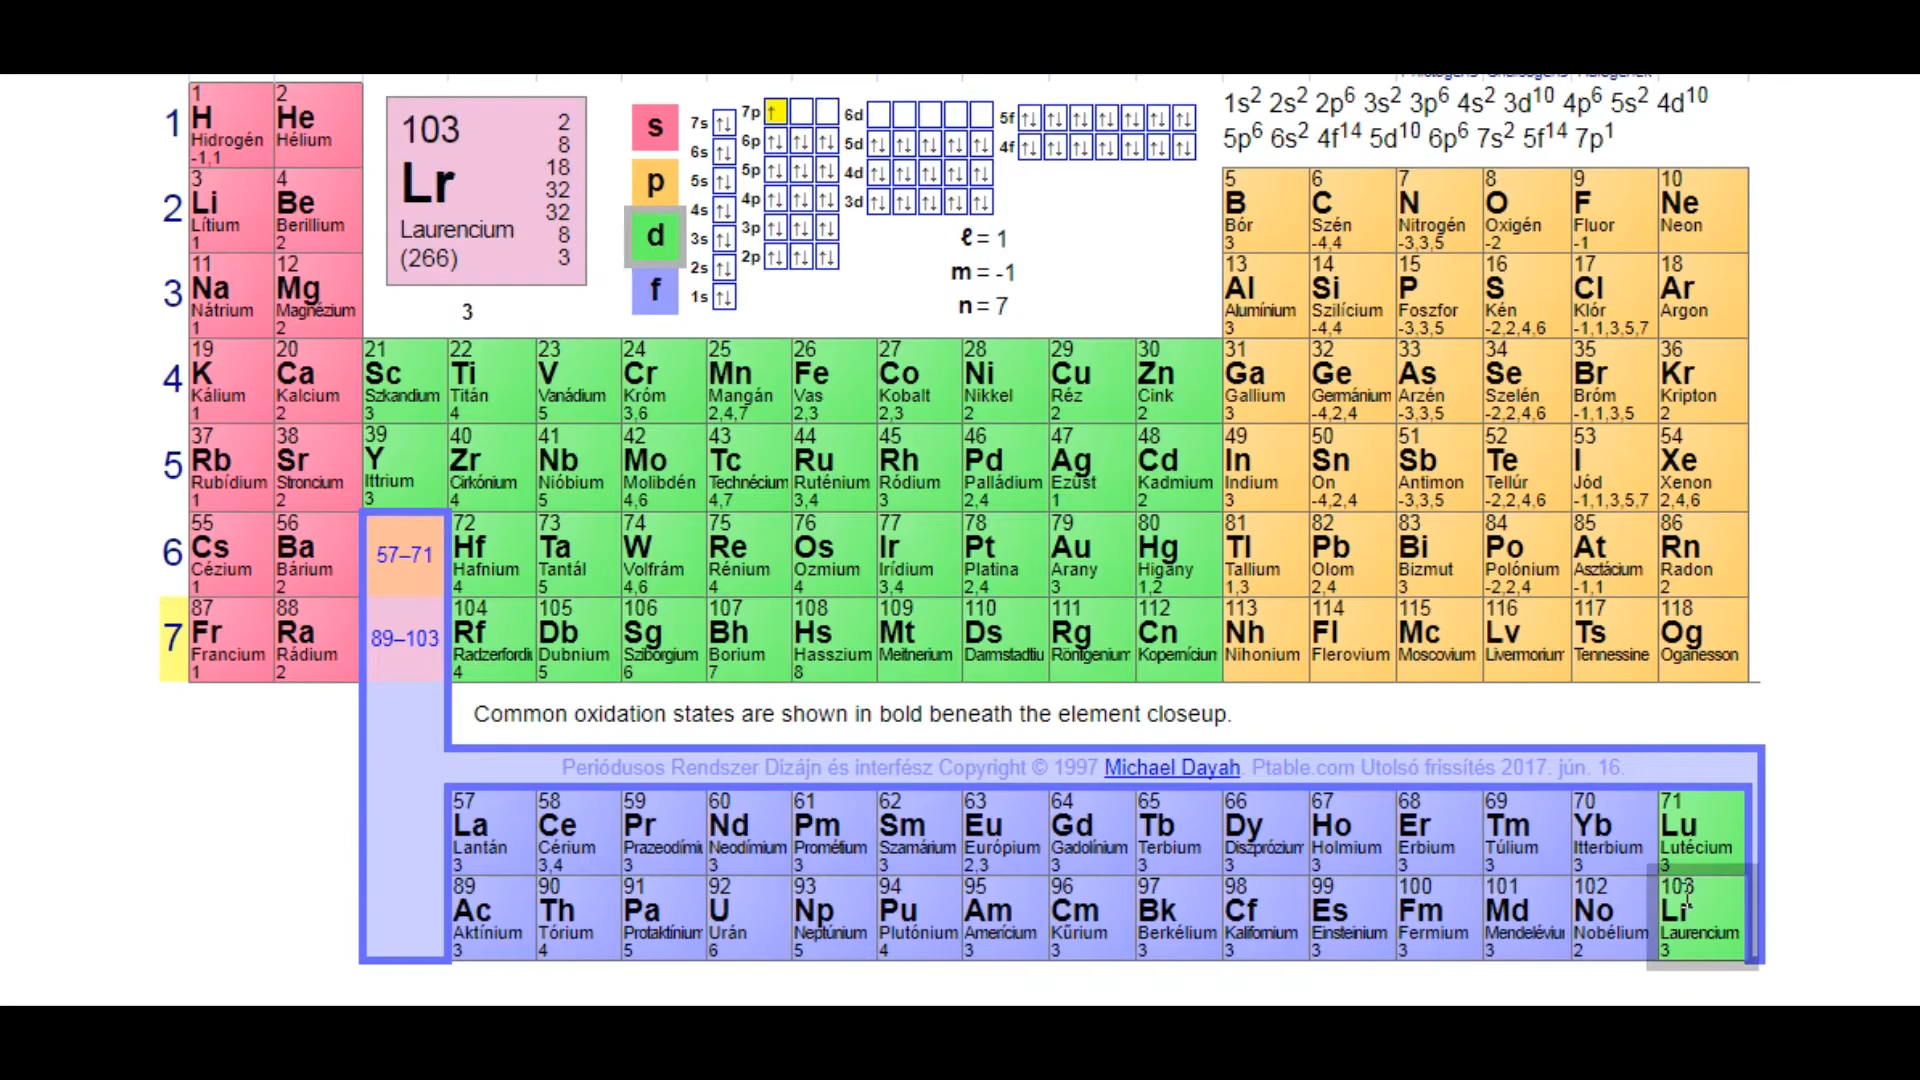 1s² 2s² 2p⁶ 3s² 3p⁶ 4s² 3d¹⁰ 4p⁶ 5s² 4d¹⁰
5p⁶ 6s² 4f¹⁴ 5d¹⁰ 6p⁶ 7s² 5f¹⁴ 7p¹
103
Lr
Laurencium
(266)
2
8
18
32
32
8
3
3
s
p
d
f
7s ↑↓
6s ↑↓
5s ↑↓
4s ↑↓
3s ↑↓
2s ↑↓
1s ↑↓
7p ↑
6p ↑↓ ↑↓ ↑↓
5p ↑↓ ↑↓ ↑↓
4p ↑↓ ↑↓ ↑↓
3p ↑↓ ↑↓ ↑↓
2p ↑↓ ↑↓ ↑↓
6d
5d ↑↓ ↑↓ ↑↓ ↑↓ ↑↓
4d ↑↓ ↑↓ ↑↓ ↑↓ ↑↓
3d ↑↓ ↑↓ ↑↓ ↑↓ ↑↓
5f ↑↓ ↑↓ ↑↓ ↑↓ ↑↓ ↑↓ ↑↓
4f ↑↓ ↑↓ ↑↓ ↑↓ ↑↓ ↑↓ ↑↓
ℓ = 1
m = -1
n = 7
1
1 2
H He
Hidrogén Hélium
-1,1
2
3 4 5 6 7 8 9 10
Li Be B C N O F Ne
Lítium Berillium Bór Szén Nitrogén Oxigén Fluor Neon
1 2 3 -4,4 -3,3,5 -2 -1
3
11 12 13 14 15 16 17 18
Na Mg Al Si P S Cl Ar
Nátrium Magnézium Alumínium Szilícium Foszfor Kén Klór Argon
1 2 3 -4,4 -3,3,5 -2,2,4,6 -1,1,3,5,7
4
19 20 21 22 23 24 25 26 27 28 29 30 31 32 33 34 35 36
K Ca Sc Ti V Cr Mn Fe Co Ni Cu Zn Ga Ge As Se Br Kr
Kálium Kalcium Szkandium Titán Vanádium Króm Mangán Vas Kobalt Nikkel Réz Cink Gallium Germánium Arzén Szelén Bróm Kripton
1 2 3 4 5 3,6 2,4,7 2,3 2,3 2 2 2 3 -4,2,4 -3,3,5 -2,2,4,6 -1,1,3,5 2
5
37 38 39 40 41 42 43 44 45 46 47 48 49 50 51 52 53 54
Rb Sr Y Zr Nb Mo Tc Ru Rh Pd Ag Cd In Sn Sb Te I Xe
Rubídium Stroncium Ittrium Cirkónium Nióbium Molibdén Technécium Ruténium Ródium Palládium Ezüst Kadmium Indium On Antimon Tellúr Jód Xenon
1 2 3 4 5 4,6 4,7 3,4 3 2,4 1 2 3 -4,2,4 -3,3,5 -2,2,4,6 -1,1,3,5,7 2,4,6
6
55 56 57–71 72 73 74 75 76 77 78 79 80 81 82 83 84 85 86
Cs Ba Hf Ta W Re Os Ir Pt Au Hg Tl Pb Bi Po At Rn
Cézium Bárium Hafnium Tantál Volfrám Rénium Ozmium Irídium Platina Arany Higany Tallium Olom Bizmut Polónium Asztácium Radon
1 2 4 5 4,6 4 4 3,4 2,4 3 1,2 1,3 2,4 3 -2,2,4 -1,1 2
7
87 88 89–103 104 105 106 107 108 109 110 111 112 113 114 115 116 117 118
Fr Ra Rf Db Sg Bh Hs Mt Ds Rg Cn Nh Fl Mc Lv Ts Og
Francium Rádium Radzerfordiu Dubnium Sziborgium Borium Hasszium Meitnerium Darmstadtiu Röntgenium Kopernícium Nihonium Flerovium Moscovium Livermorium Tennessine Oganesson
1 2 4 5 6 7 8
Common oxidation states are shown in bold beneath the element closeup.
Periódusos Rendszer Dizájn és interfész Copyright © 1997 Michael Dayah. Ptable.com Utolsó frissítés 2017. jún. 16.
57 58 59 60 61 62 63 64 65 66 67 68 69 70 71
La Ce Pr Nd Pm Sm Eu Gd Tb Dy Ho Er Tm Yb Lu
Lantán Cérium Prazeodímiu Neodímium Prométium Szamárium Európium Gadolínium Terbium Diszprózium Holmium Erbium Túlium Itterbium Lutécium
3 3,4 3 3 3 3 2,3 3 3 3 3 3 3 3 3
89 90 91 92 93 94 95 96 97 98 99 100 101 102 103
Ac Th Pa U Np Pu Am Cm Bk Cf Es Fm Md No Lr
Aktínium Tórium Protaktínium Urán Neptúnium Plutónium Americium Kűrium Berkélium Kalifornium Einsteinium Fermium Mendelévium Nobélium Laurencium
3 4 5 6 5 4 3 3 3 3 3 3 3 2 3